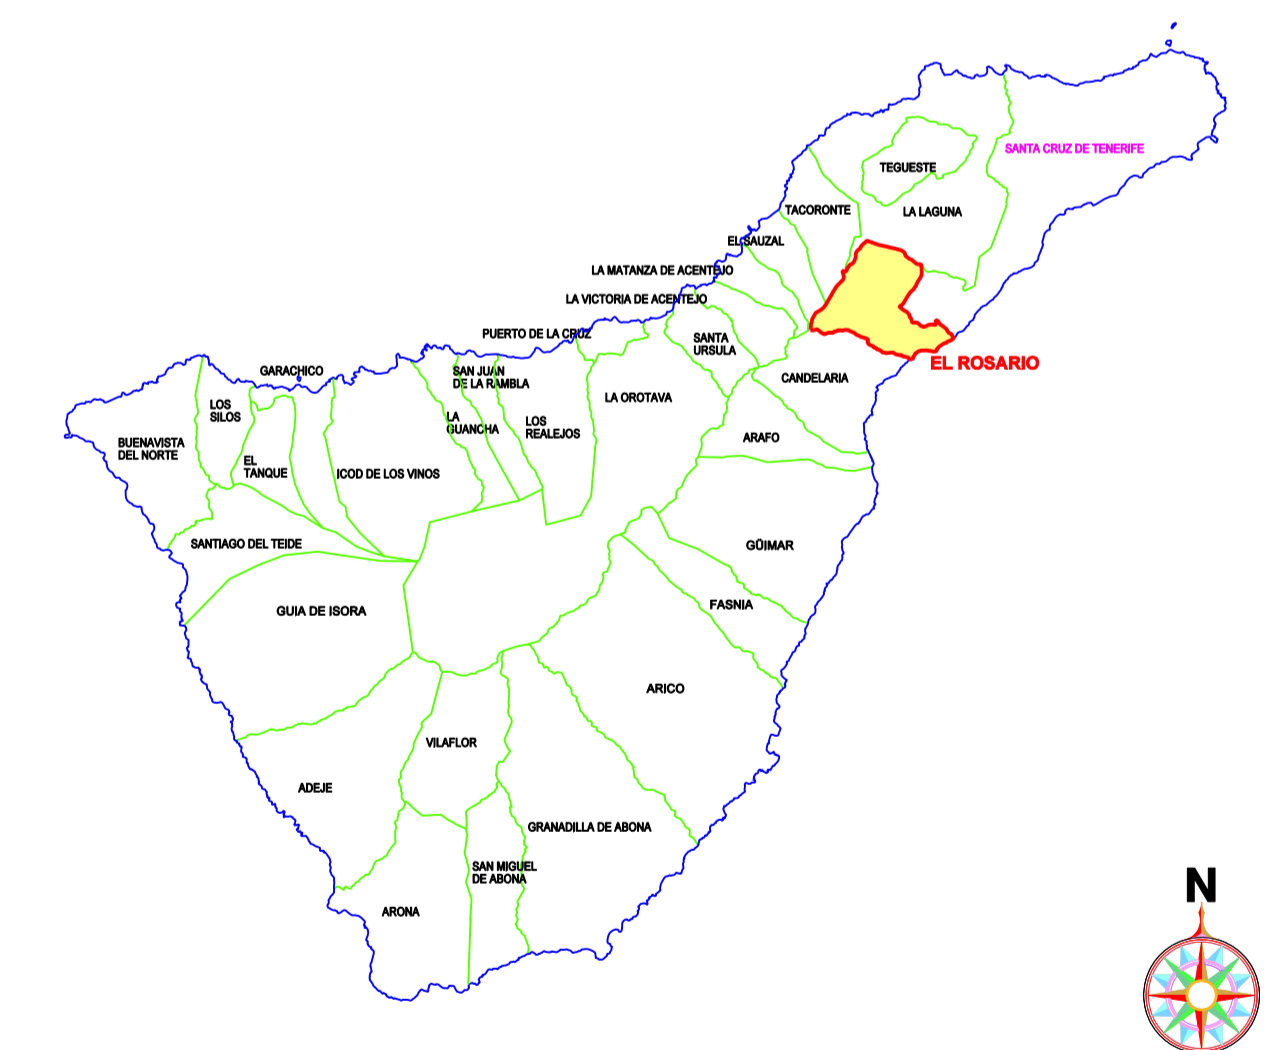 SANTA CRUZ DE TENERIFE
TEGUESTE
TACORONTE
LA LAGUNA
EL SAUZAL
LA MATANZA DE ACENTEJO
LA VICTORIA DE ACENTEJO
PUERTO DE LA CRUZ
SANTA
URSULA
EL ROSARIO
GARACHICO
SAN JUAN
DE LA RAMBLA
CANDELARIA
LOS
SILOS
LA OROTAVA
LA
GUANCHA
LOS
REALEJOS
BUENAVISTA
DEL NORTE
ARAFO
EL
TANQUE
ICOD DE LOS VINOS
SANTIAGO DEL TEIDE
GÜIMAR
GUIA DE ISORA
FASNIA
ARICO
VILAFLOR
ADEJE
GRANADILLA DE ABONA
SAN MIGUEL
DE ABONA
ARONA
N